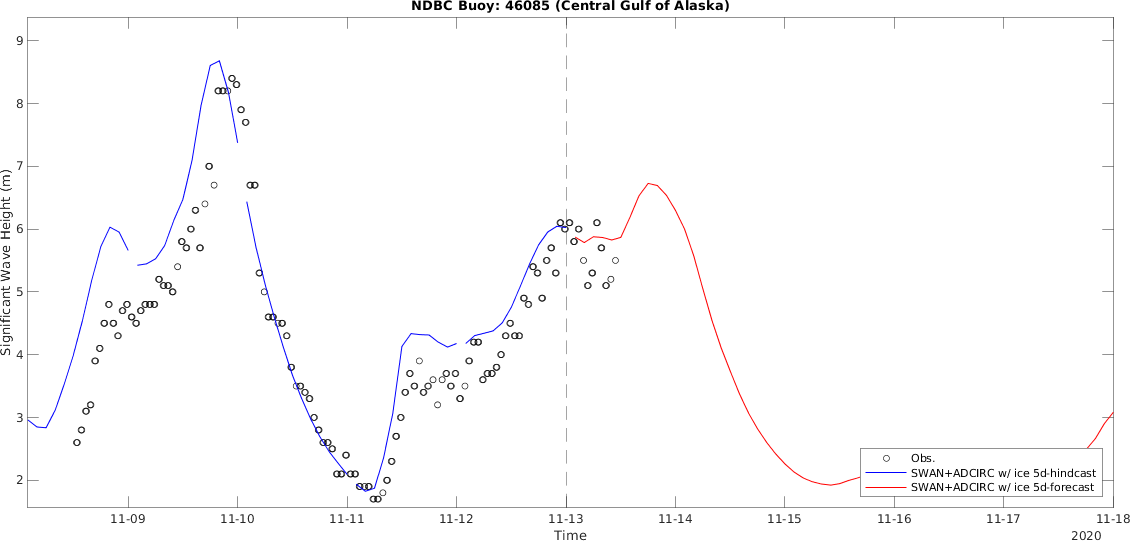 NDBC Buoy: 46085 (Central Gulf of Alaska)
Significant Wave Height (m)
9
8
7
6
5
4
3
2
Obs.
SWAN+ADCIRC w/ ice 5d-hindcast
SWAN+ADCIRC w/ ice 5d-forecast
11-09 11-10 11-11 11-12 11-13 11-14 11-15 11-16 11-17 11-18
Time
2020